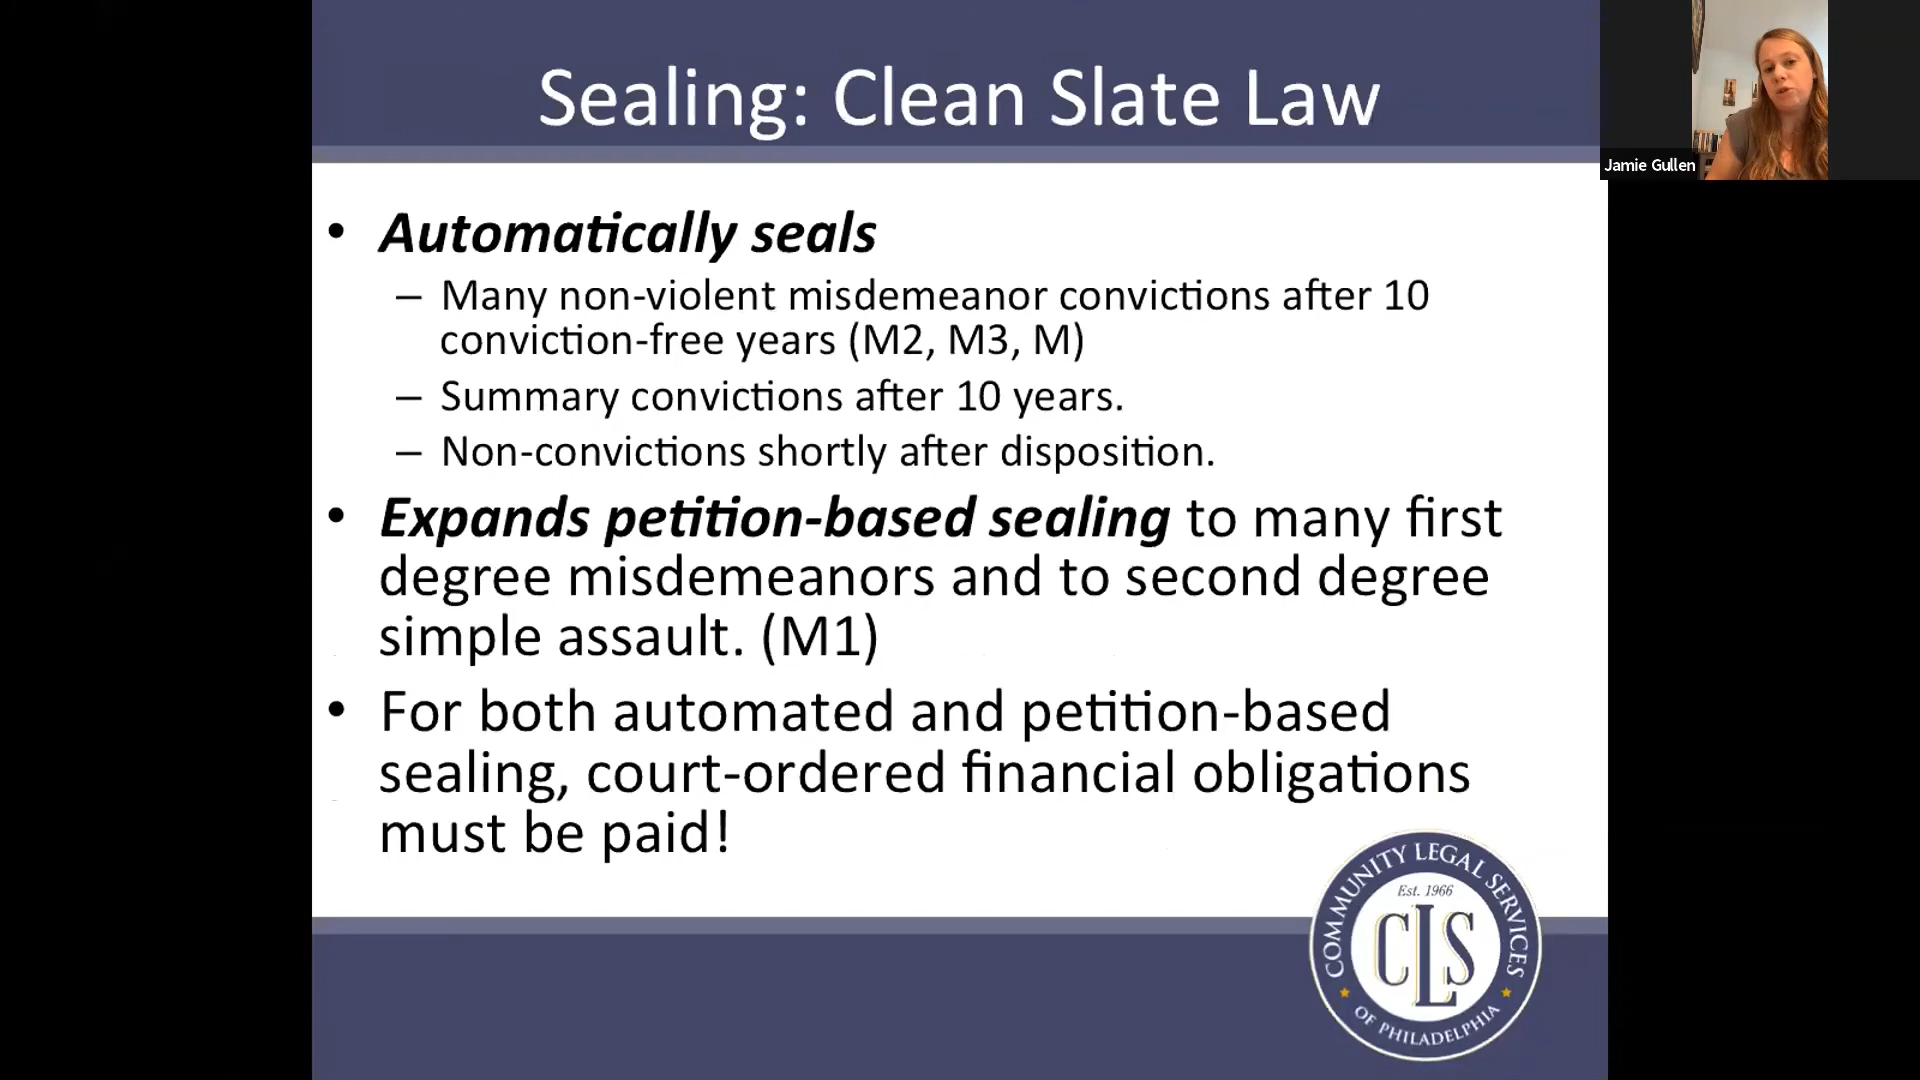 Sealing: Clean Slate Law
Jamie Gullen
• Automatically seals
– Many non-violent misdemeanor convictions after 10
conviction-free years (M2, M3, M)
– Summary convictions after 10 years.
– Non-convictions shortly after disposition.
• Expands petition-based sealing to many first
degree misdemeanors and to second degree
simple assault. (M1)
• For both automated and petition-based
sealing, court-ordered financial obligations
must be paid!
COMMUNITY LEGAL SERVICES
Est. 1966
CLS
OF PHILADELPHIA